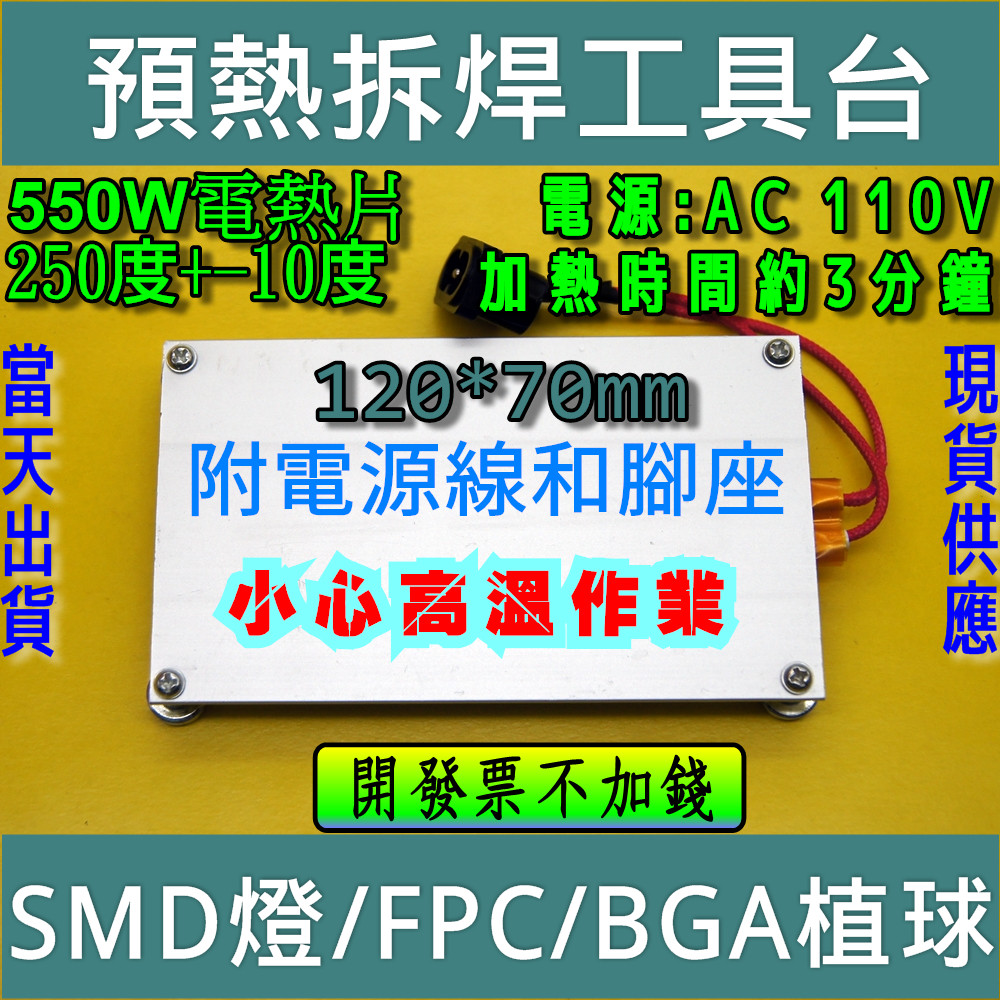 預熱拆焊工具台
550W電熱片
250度+-10度
電源:AC 110V
加熱時間約3分鐘
當天出貨
現貨供應
120*70mm
附電源線和腳座
小心高溫作業
開發票不加錢
SMD燈/FPC/BGA植球